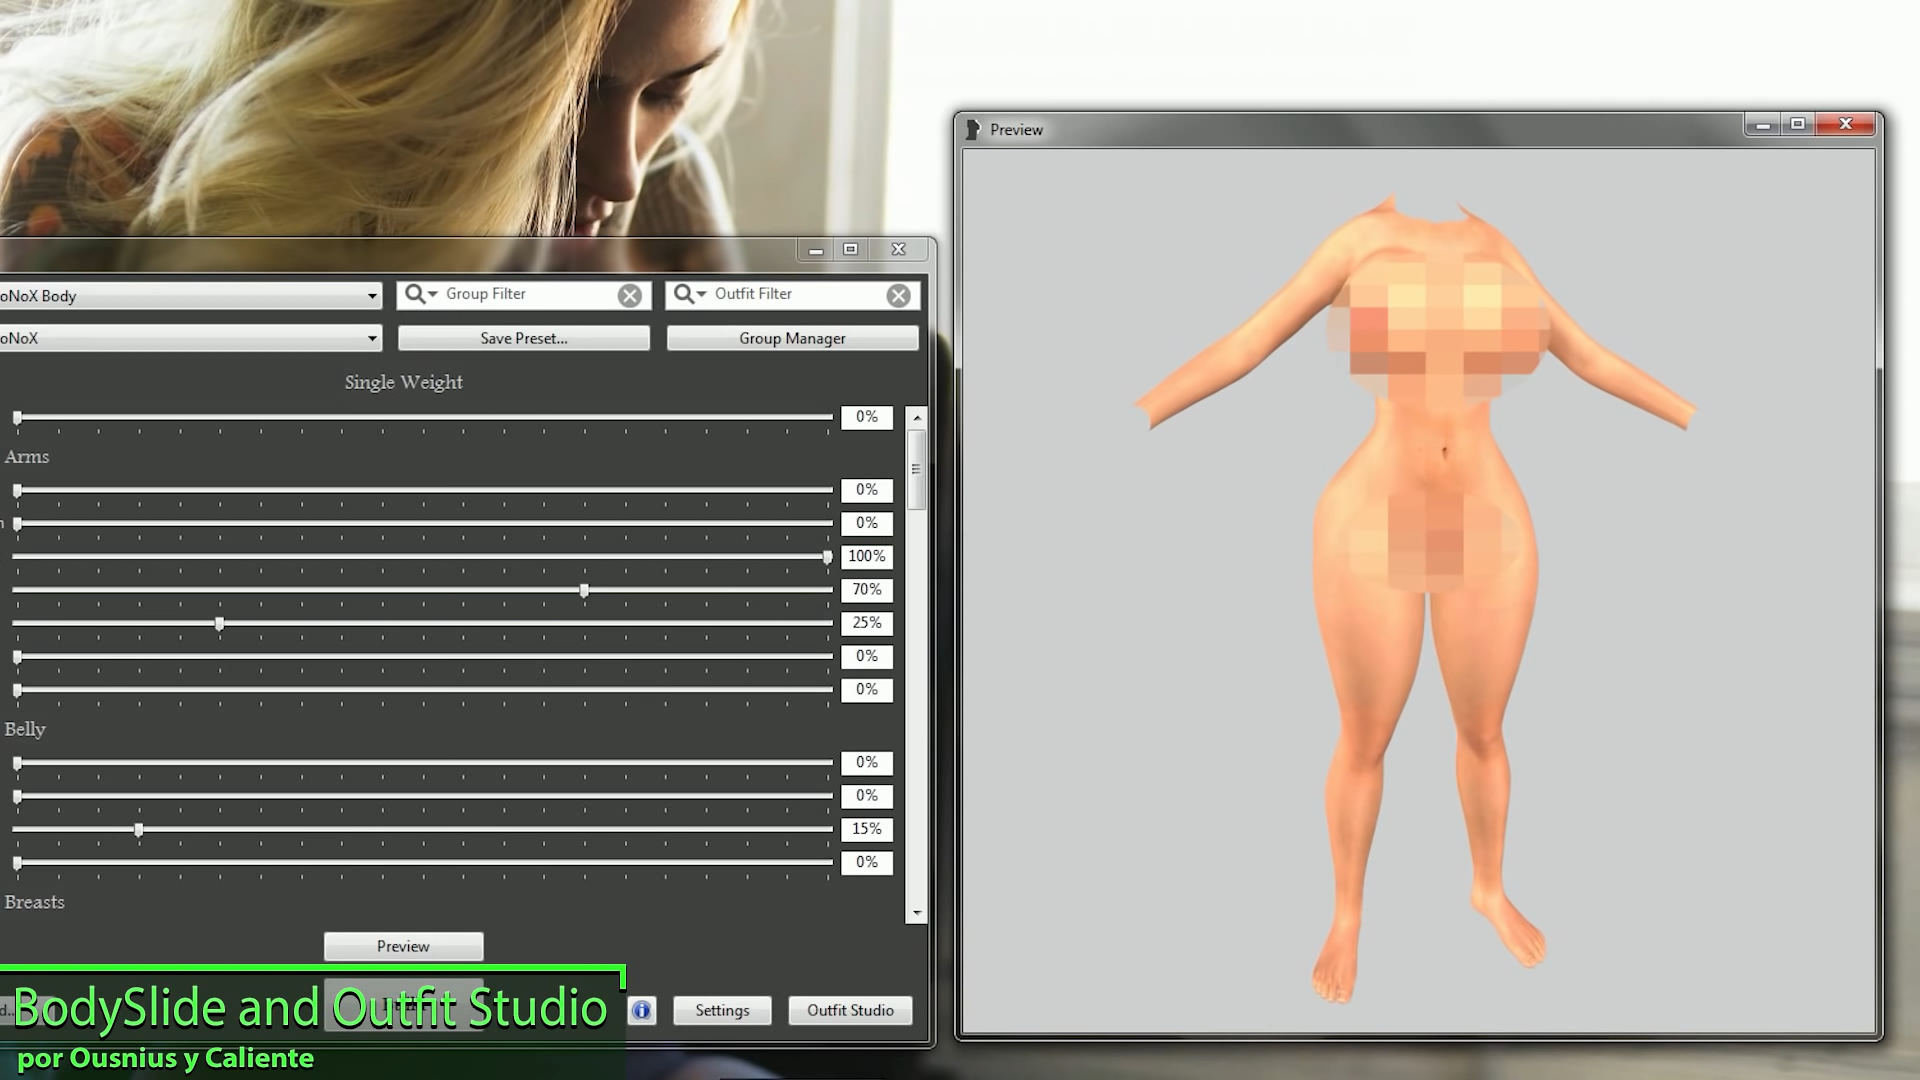 Preview
oNoX Body
Group Filter
Outfit Filter
oNoX
Save Preset...
Group Manager
Single Weight
0%
Arms
0%
0%
100%
70%
25%
0%
0%
Belly
0%
0%
15%
0%
Breasts
Preview
BodySlide and Outfit Studio
Settings
Outfit Studio
por Ousnius y Caliente